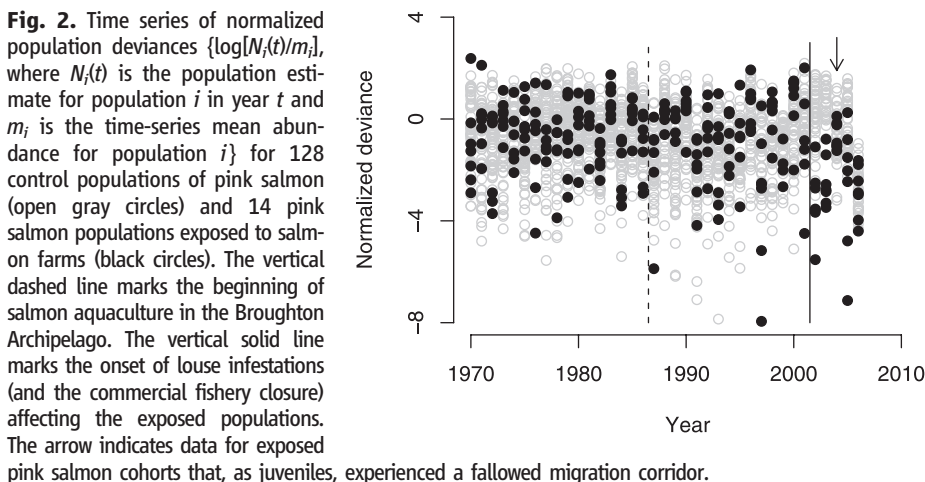 Fig. 2. Time series of normalized
population deviances {log[Ni(t)/mi],
where Ni(t) is the population esti-
mate for population i in year t and
mi is the time-series mean abun-
dance for population i} for 128
control populations of pink salmon
(open gray circles) and 14 pink
salmon populations exposed to salm-
on farms (black circles). The vertical
dashed line marks the beginning of
salmon aquaculture in the Broughton
Archipelago. The vertical solid line
marks the onset of louse infestations
(and the commercial fishery closure)
affecting the exposed populations.
The arrow indicates data for exposed
pink salmon cohorts that, as juveniles, experienced a fallowed migration corridor.
Normalized deviance
4
0
−4
−8
1970 1980 1990 2000 2010
Year